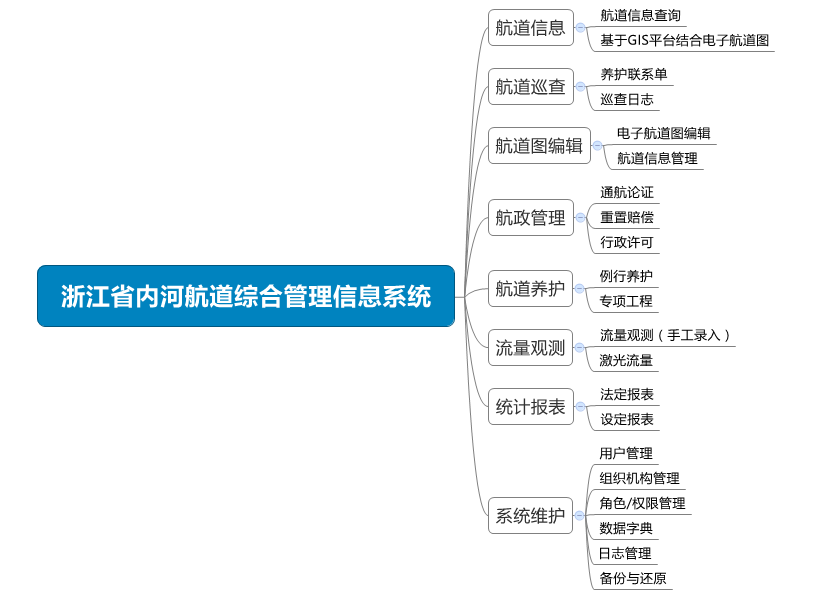 浙江省内河航道综合管理信息系统
航道信息
航道信息查询
基于GIS平台结合电子航道图
航道巡查
养护联系单
巡查日志
航道图编辑
电子航道图编辑
航道信息管理
航政管理
通航论证
重置赔偿
行政许可
航道养护
例行养护
专项工程
流量观测
流量观测（手工录入）
激光流量
统计报表
法定报表
设定报表
系统维护
用户管理
组织机构管理
角色/权限管理
数据字典
日志管理
备份与还原